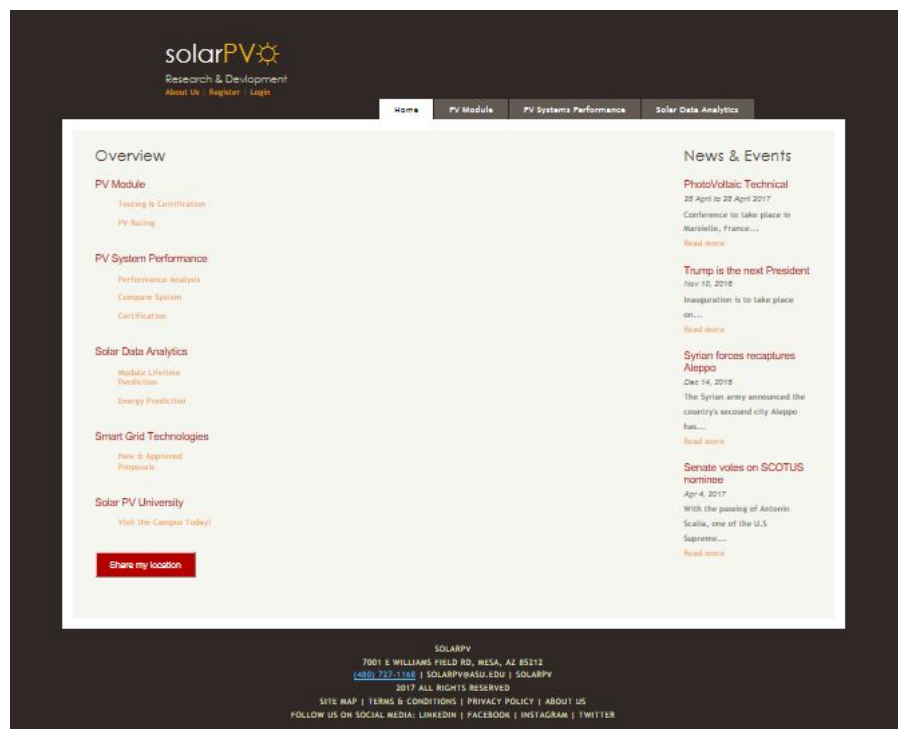 solarPV
Research & Devlopment
About Us | Register | Login
Home PV Module PV Systems Performance Solar Data Analytics
Overview
PV Module
Testing & Certification
PV Rating
PV System Performance
Performance Analysis
Compare System
Certification
Solar Data Analytics
Module Lifetime
Perdiction
Energy Prediction
Smart Grid Technologies
New & Approved
Proposals
Solar PV University
Visit the Campus Today!
Share my location
News & Events
PhotoVoltaic Technical
28 April to 28 April 2017
Conference to take place in
Marsielle, France...
Read more
Trump is the next President
Nov 10, 2016
Inauguration is to take place
on...
Read more
Syrian forces recaptures
Aleppo
Dec 14, 2016
The Syrian army announced the
country's secound city Aleppo
has...
Read more
Senate votes on SCOTUS
nominee
Apr 4, 2017
With the passing of Antonin
Scalia, one of the U.S
Supreme...
Read more
SOLARPV
7001 E WILLIAMS FIELD RD, MESA, AZ 85212
(480) 727-1168 | SOLARPV@ASU.EDU | SOLARPV
2017 ALL RIGHTS RESERVED
SITE MAP | TERMS & CONDITIONS | PRIVACY POLICY | ABOUT US
FOLLOW US ON SOCIAL MEDIA: LINKEDIN | FACEBOOK | INSTAGRAM | TWITTER